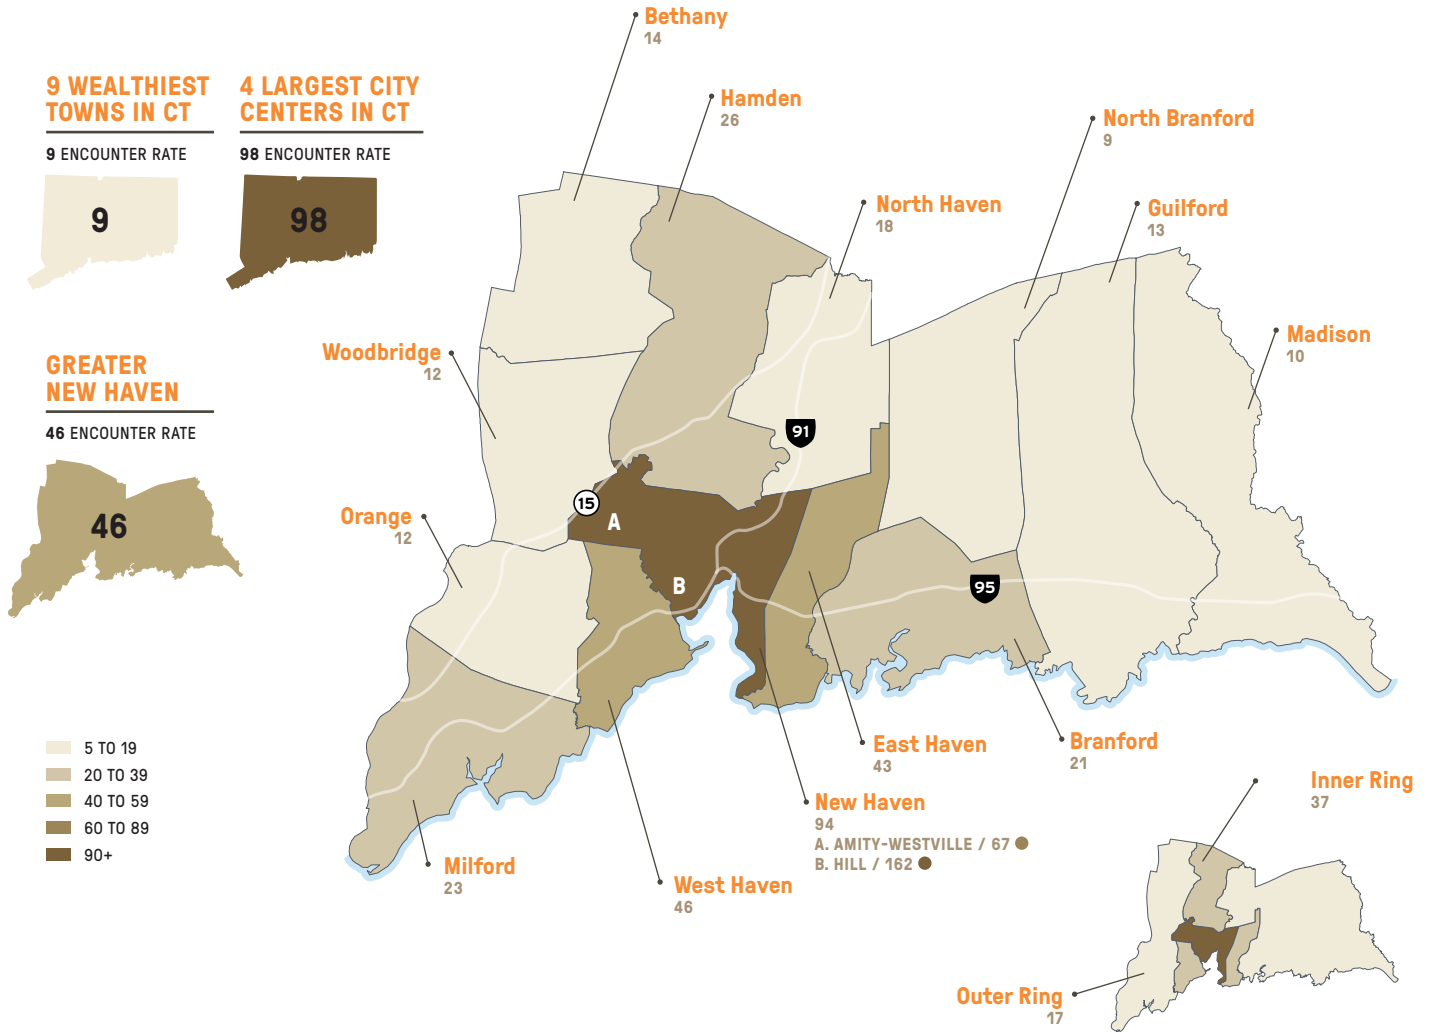 9 WEALTHIEST
TOWNS IN CT
9 ENCOUNTER RATE
9
4 LARGEST CITY
CENTERS IN CT
98 ENCOUNTER RATE
98
GREATER
NEW HAVEN
46 ENCOUNTER RATE
46
Bethany
14
Hamden
26
North Haven
18
North Branford
9
Guilford
13
Madison
10
Woodbridge
12
Orange
12
91
15
A
B
95
East Haven
43
Branford
21
New Haven
94
A. AMITY-WESTVILLE / 67
B. HILL / 162
Milford
23
West Haven
46
5 TO 19
20 TO 39
40 TO 59
60 TO 89
90+
Inner Ring
37
Outer Ring
17